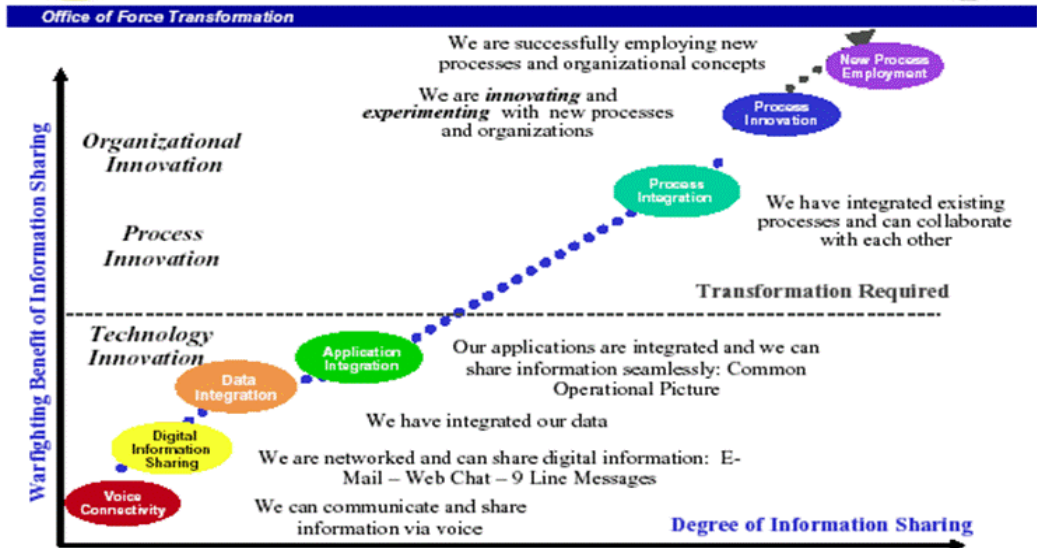 Office of Force Transformation
We are successfully employing new
processes and organizational concepts
New Process
Employment
We are innovating and
experimenting with new processes
and organizations
Process
Innovation
Organizational
Innovation
Process
Integration
We have integrated existing
processes and can collaborate
with each other
Process
Innovation
Transformation Required
Technology
Innovation
Application
Integration
Our applications are integrated and we can
share information seamlessly: Common
Operational Picture
Data
Integration
We have integrated our data
Digital
Information
Sharing
We are networked and can share digital information: E-
Mail – Web Chat – 9 Line Messages
Voice
Connectivity
We can communicate and share
information via voice
Warfighting Benefit of Information Sharing
Degree of Information Sharing